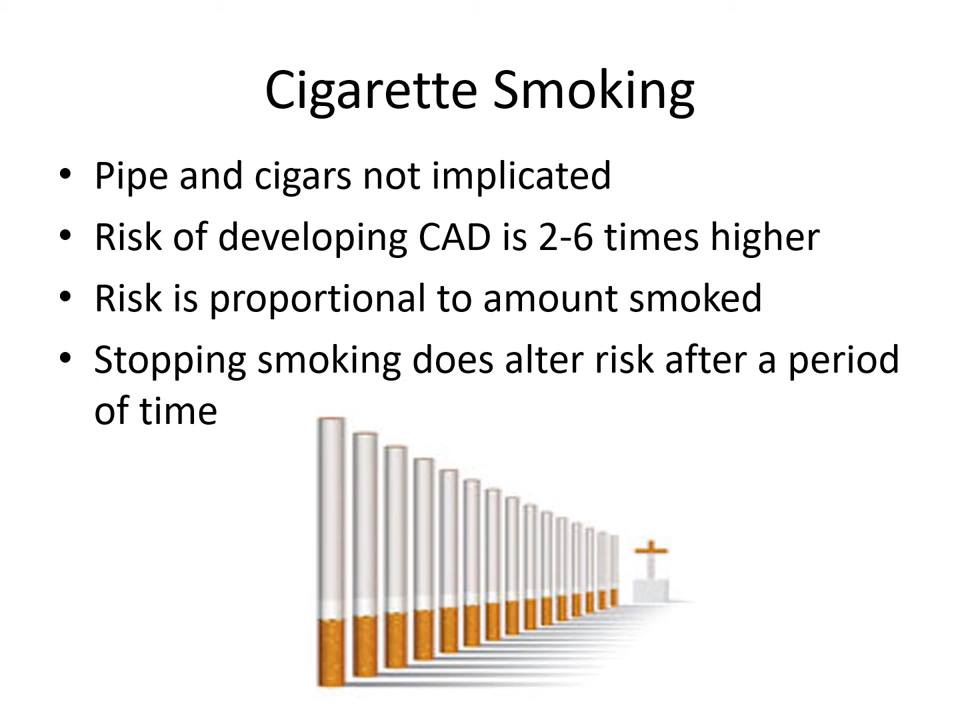 Cigarette Smoking
• Pipe and cigars not implicated
• Risk of developing CAD is 2-6 times higher
• Risk is proportional to amount smoked
• Stopping smoking does alter risk after a period
of time